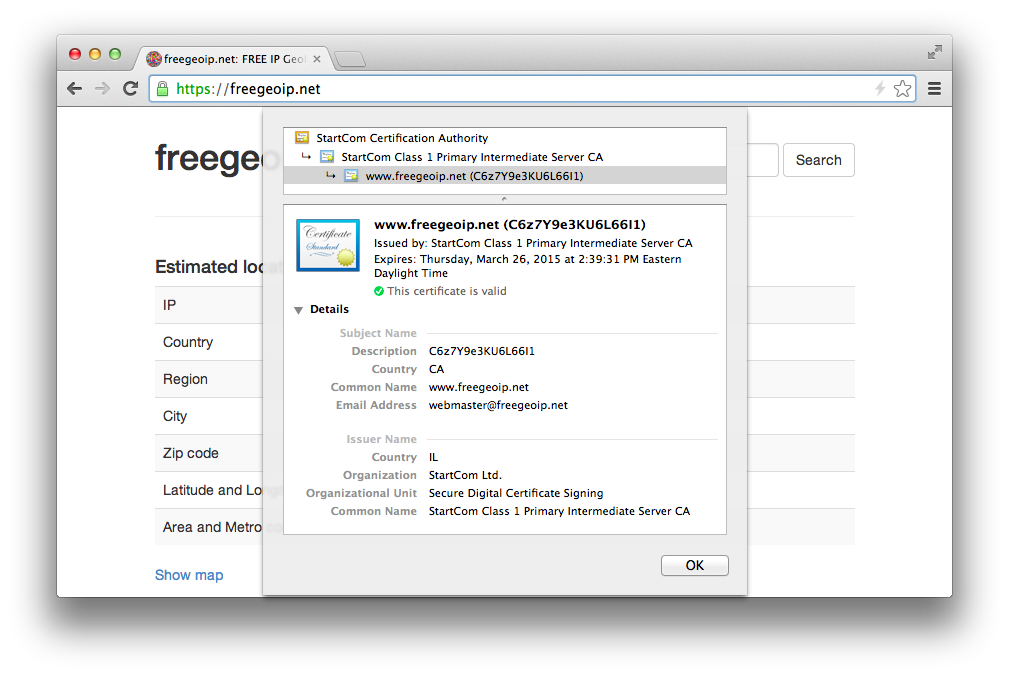 freegeoip.net: FREE IP Geo
https://freegeoip.net
StartCom Certification Authority
StartCom Class 1 Primary Intermediate Server CA
www.freegeoip.net (C6z7Y9e3KU6L66I1)
freege
Search
www.freegeoip.net (C6z7Y9e3KU6L66I1)
Certificate
Standard
Issued by: StartCom Class 1 Primary Intermediate Server CA
Expires: Thursday, March 26, 2015 at 2:39:31 PM Eastern
Daylight Time
This certificate is valid
Details
Subject Name
Description C6z7Y9e3KU6L66I1
Country CA
Common Name www.freegeoip.net
Email Address webmaster@freegeoip.net
Issuer Name
Country IL
Organization StartCom Ltd.
Organizational Unit Secure Digital Certificate Signing
Common Name StartCom Class 1 Primary Intermediate Server CA
OK
Estimated loc
IP
Country
Region
City
Zip code
Latitude and Lo
Area and Metro
Show map